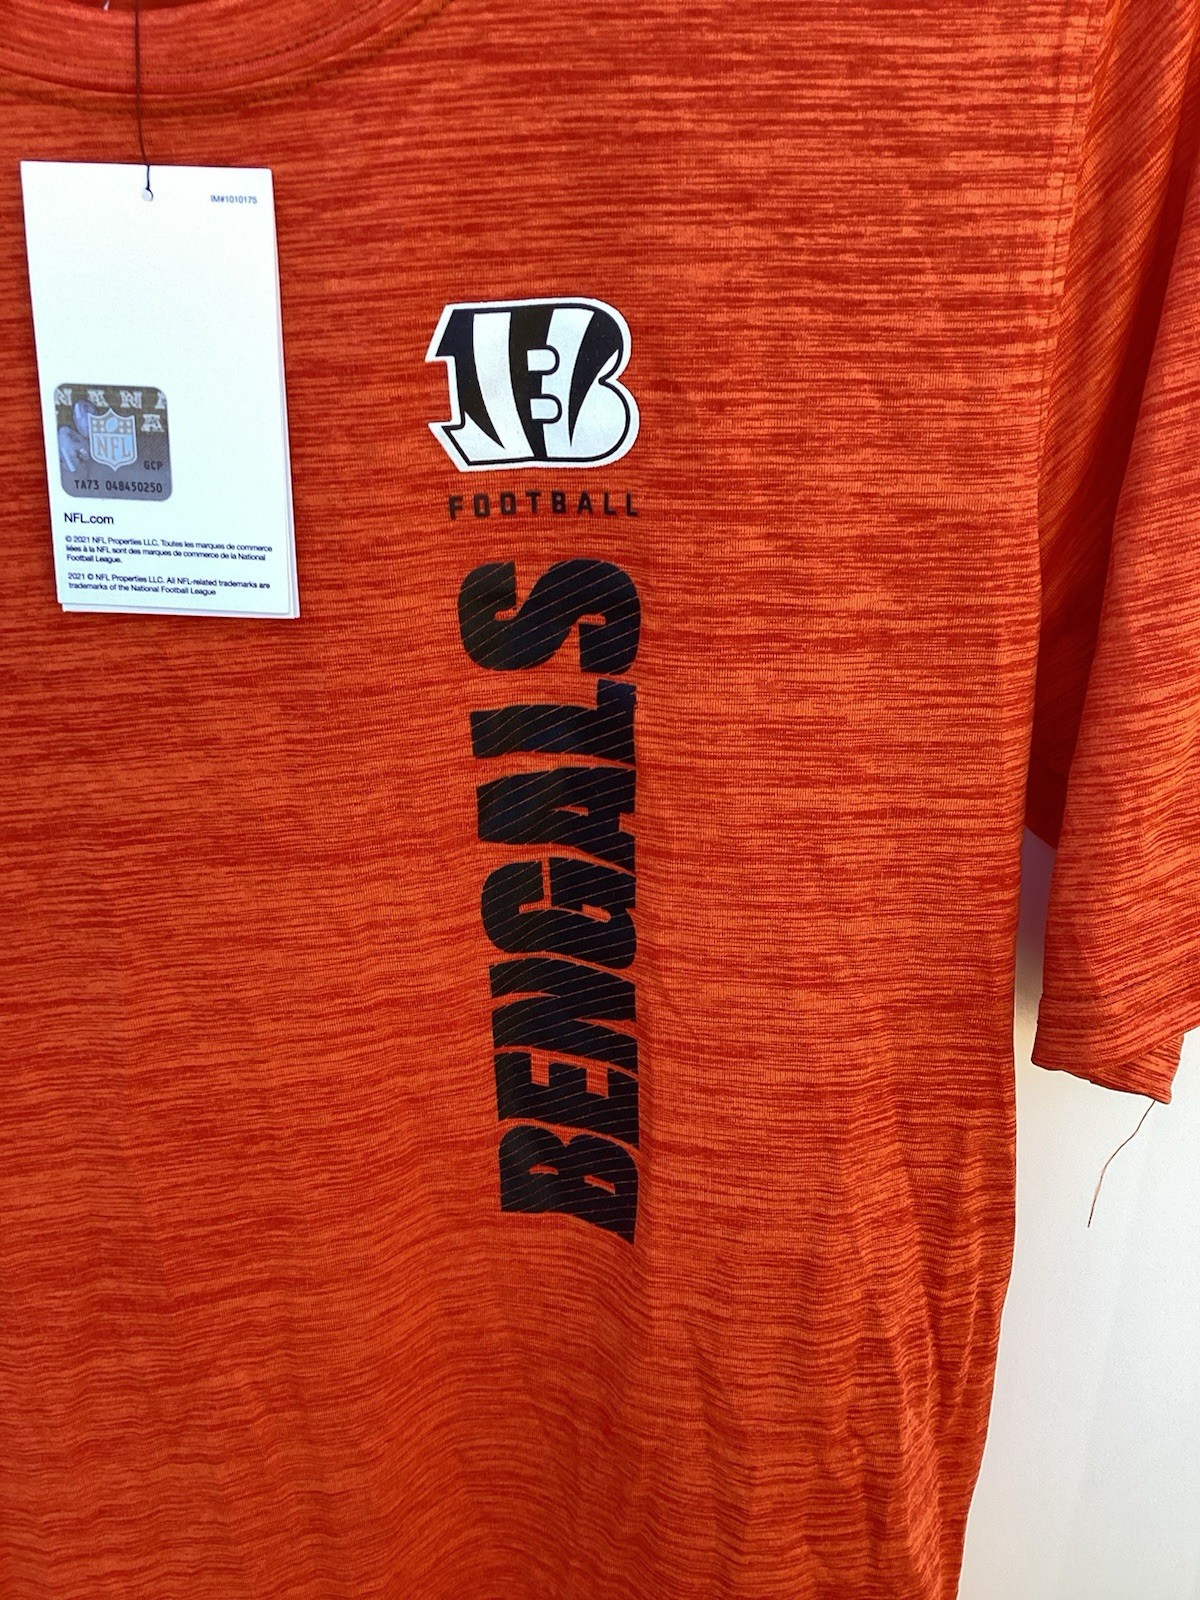 IM#1010175
NFL
GCP
TA73 048450250
NFL.com
© 2021 NFL Properties LLC. Toutes les marques de commerce
liées à la NFL sont des marques de commerce de la National
Football League.
2021 © NFL Properties LLC. All NFL-related trademarks are
trademarks of the National Football League
B
FOOTBALL
BENGALS